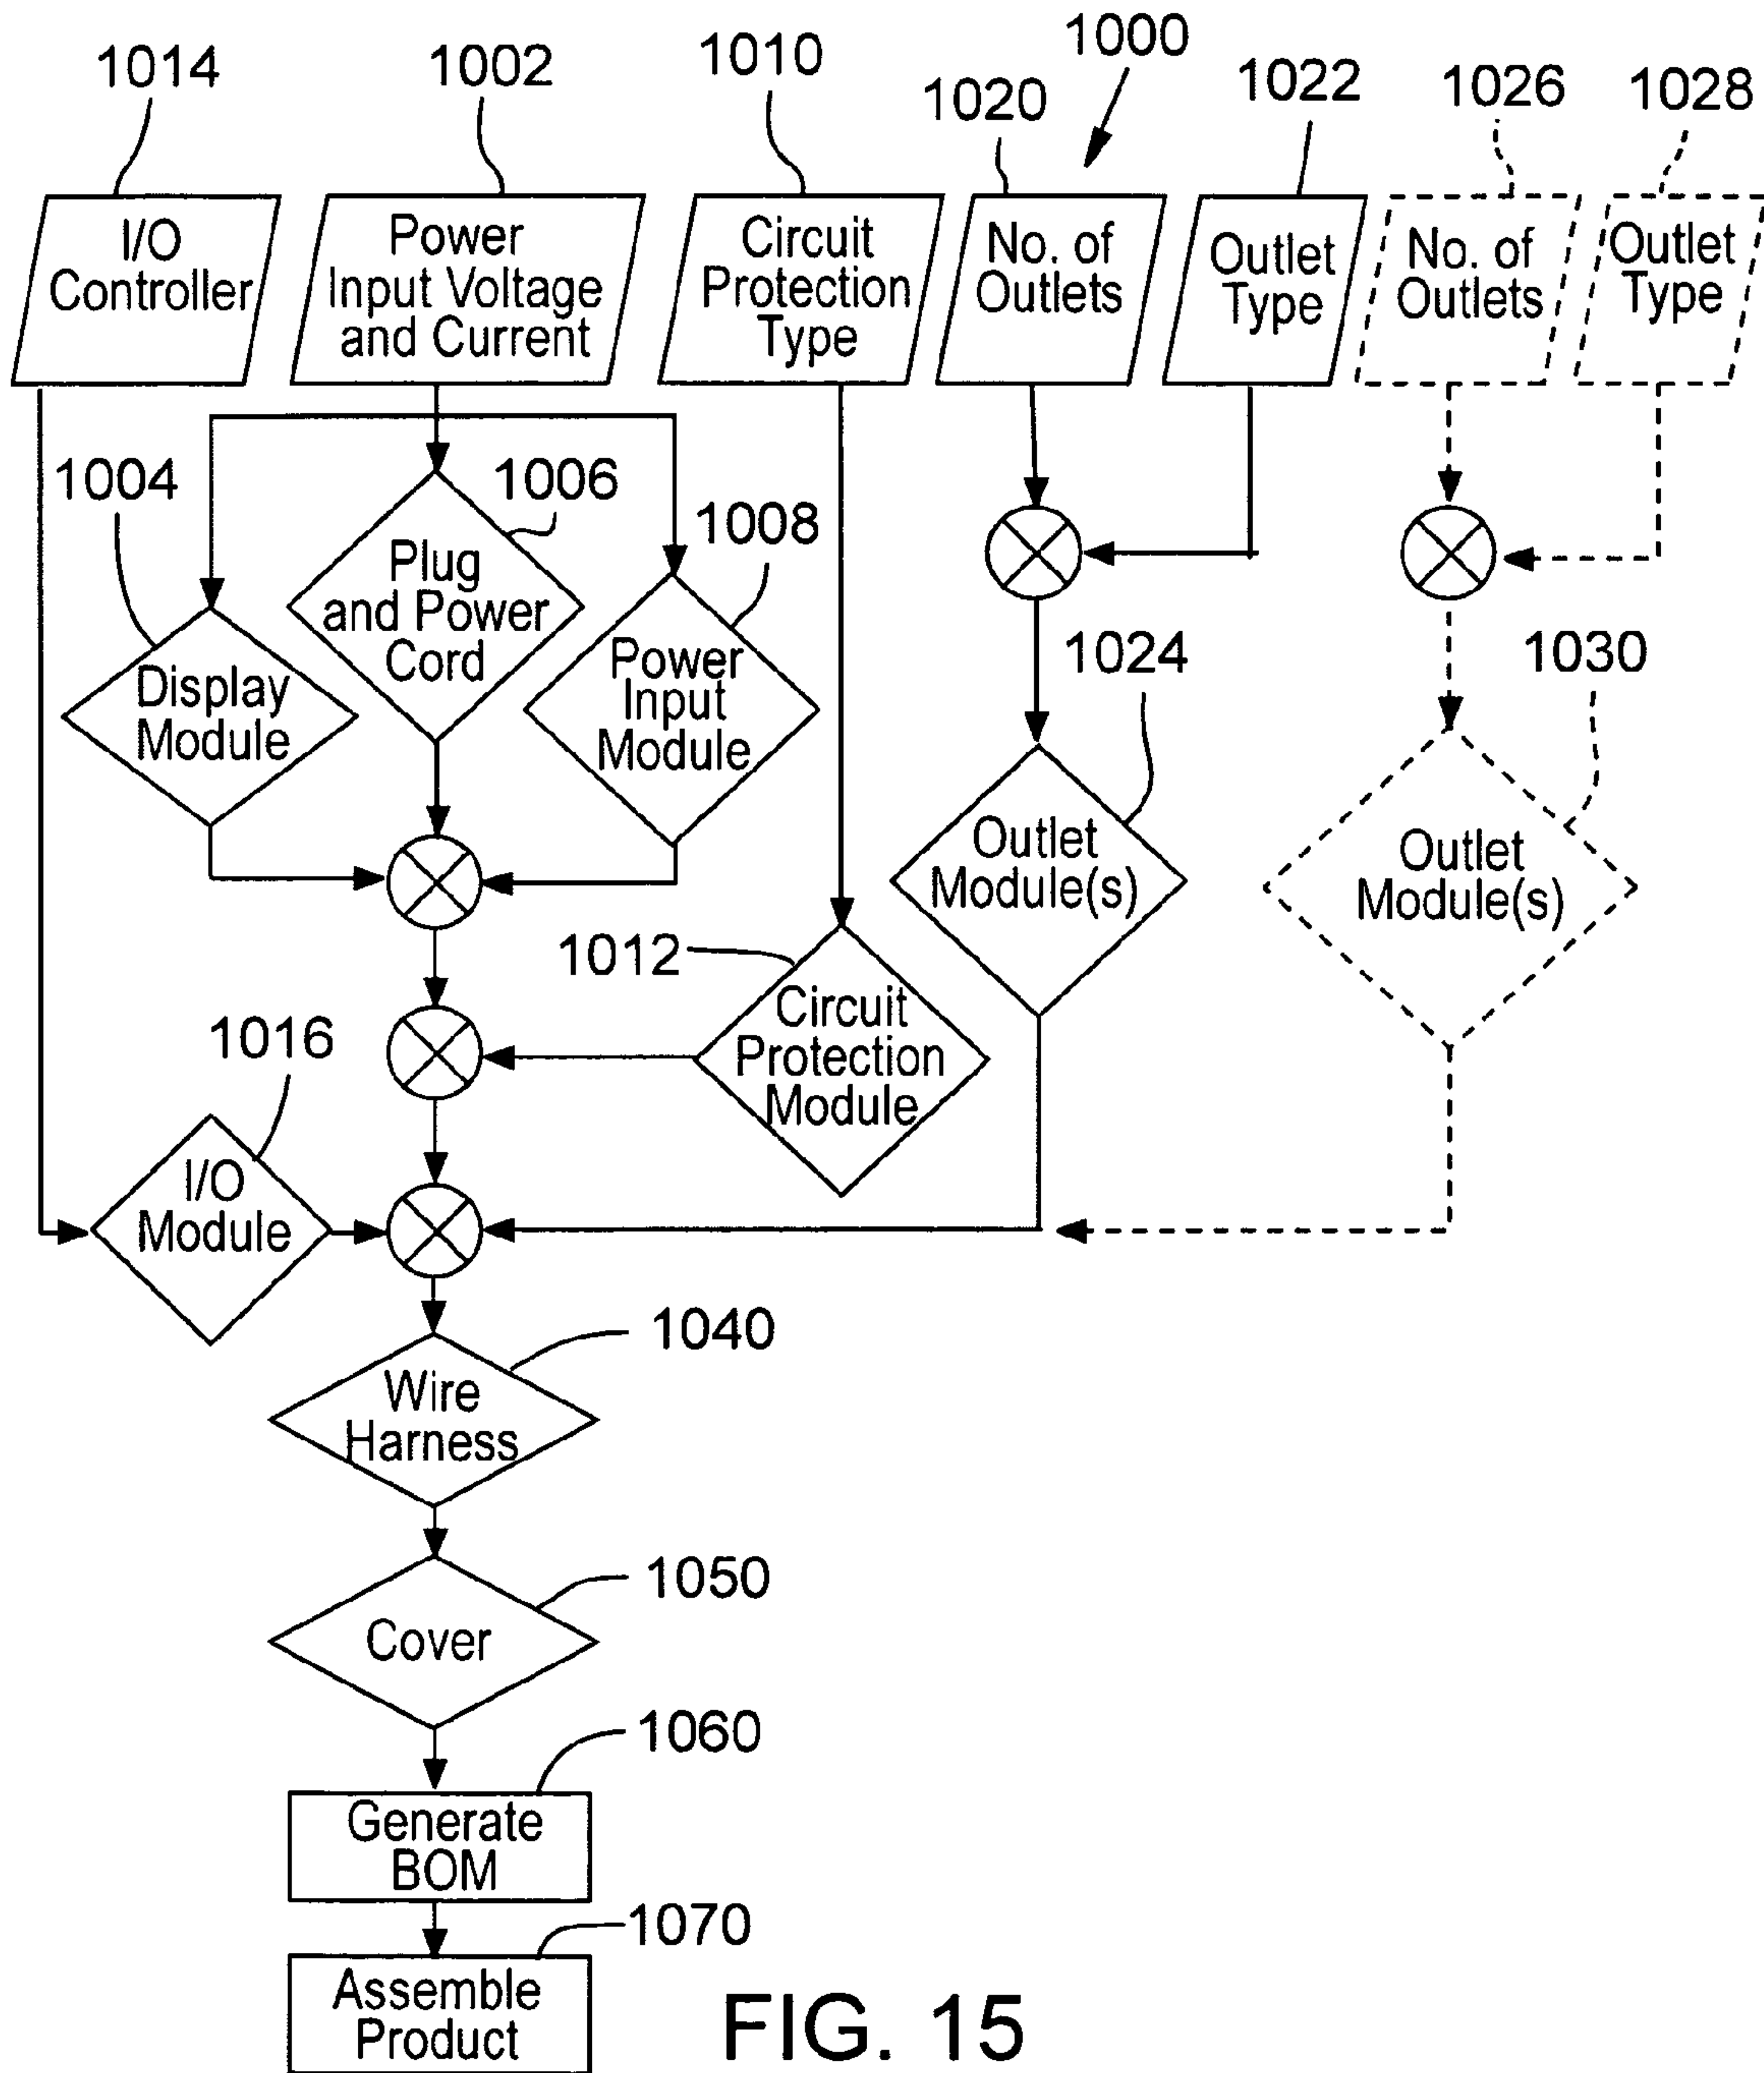 1014
1002
1010
1000
1020
1022
1026
1028
I/O
Controller
Power
Input Voltage
and Current
Circuit
Protection
Type
No. of
Outlets
Outlet
Type
No. of
Outlets
Outlet
Type
1004
1006
1008
Plug
and Power
Cord
Display
Module
Power
Input
Module
1024
1030
Outlet
Module(s)
Outlet
Module(s)
1012
Circuit
Protection
Module
1016
I/O
Module
1040
Wire
Harness
1050
Cover
1060
Generate
BOM
1070
Assemble
Product
FIG. 15